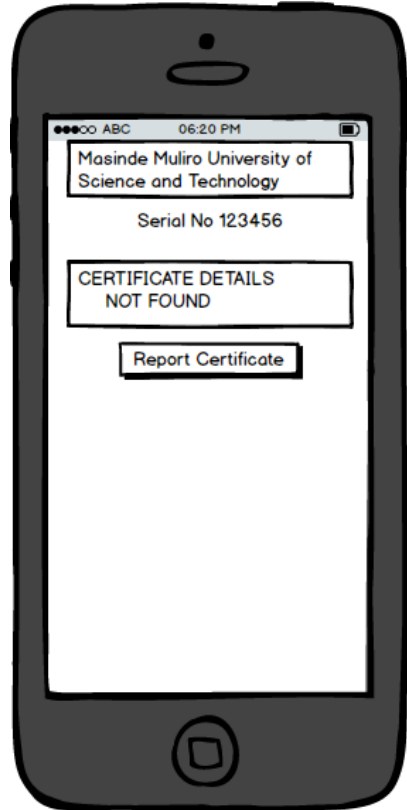 ABC 06:20 PM
Masinde Muliro University of
Science and Technology
Serial No 123456
CERTIFICATE DETAILS
NOT FOUND
Report Certificate